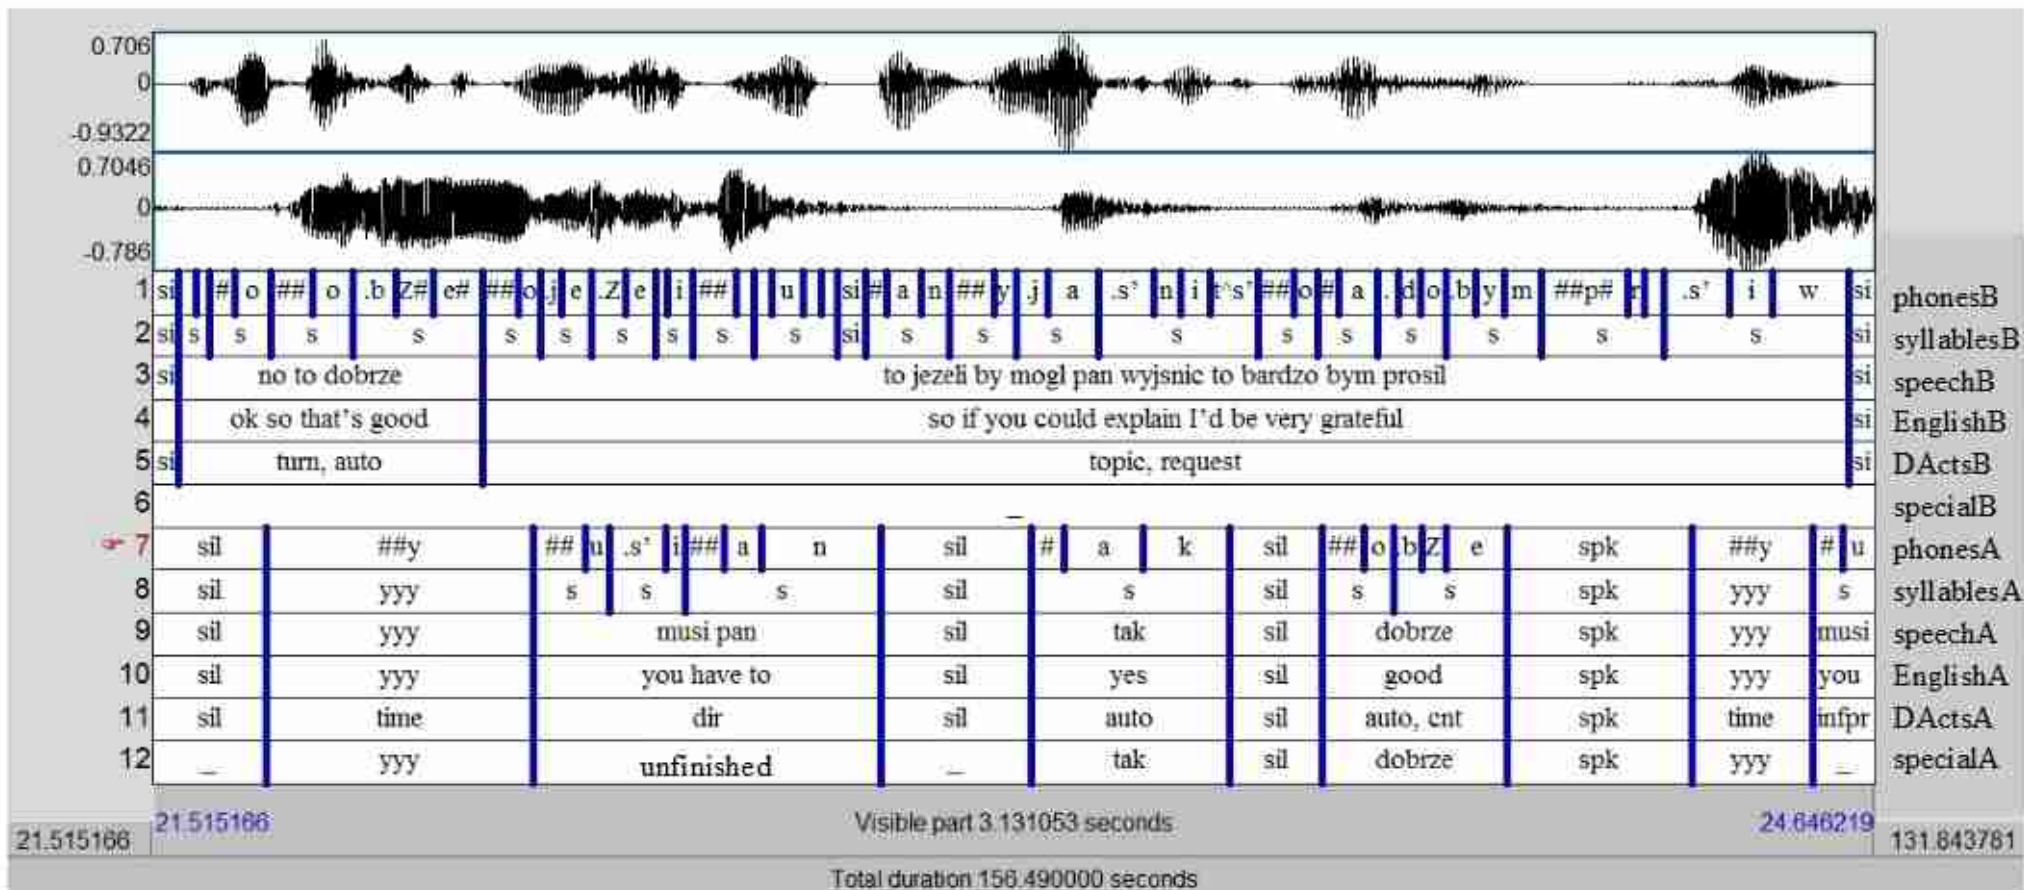 0.706
0
-0.9322
0.7046
0
-0.786
1 si # o ## o .b Z# e# ## o .j e .Z e i ## u si # a n ## y .j a .s' n i t^s' ## o # a . d o .b y m ##p# r .s' i w si phonesB
2 si s s s s s s s s s s si s s s s s s s s s s si syllablesB
3 si no to dobrze to jezeli by mogl pan wyjsnic to bardzo bym prosil si speechB
4 ok so that's good so if you could explain I'd be very grateful si EnglishB
5 si turn, auto topic, request si DActsB
6 _ specialB
7 sil ##y ## u .s' i ## a n sil # a k sil ## o .b Z e spk ##y # u phonesA
8 sil yyy s s s sil s sil s s spk yyy s syllablesA
9 sil yyy musi pan sil tak sil dobrze spk yyy musi speechA
10 sil yyy you have to sil yes sil good spk yyy you EnglishA
11 sil time dir sil auto sil auto, cnt spk time infpr DActsA
12 _ yyy unfinished _ tak sil dobrze spk yyy _ specialA
21.515166 Visible part 3.131053 seconds 24.646219
21.515166 131.843781
Total duration 156.490000 seconds